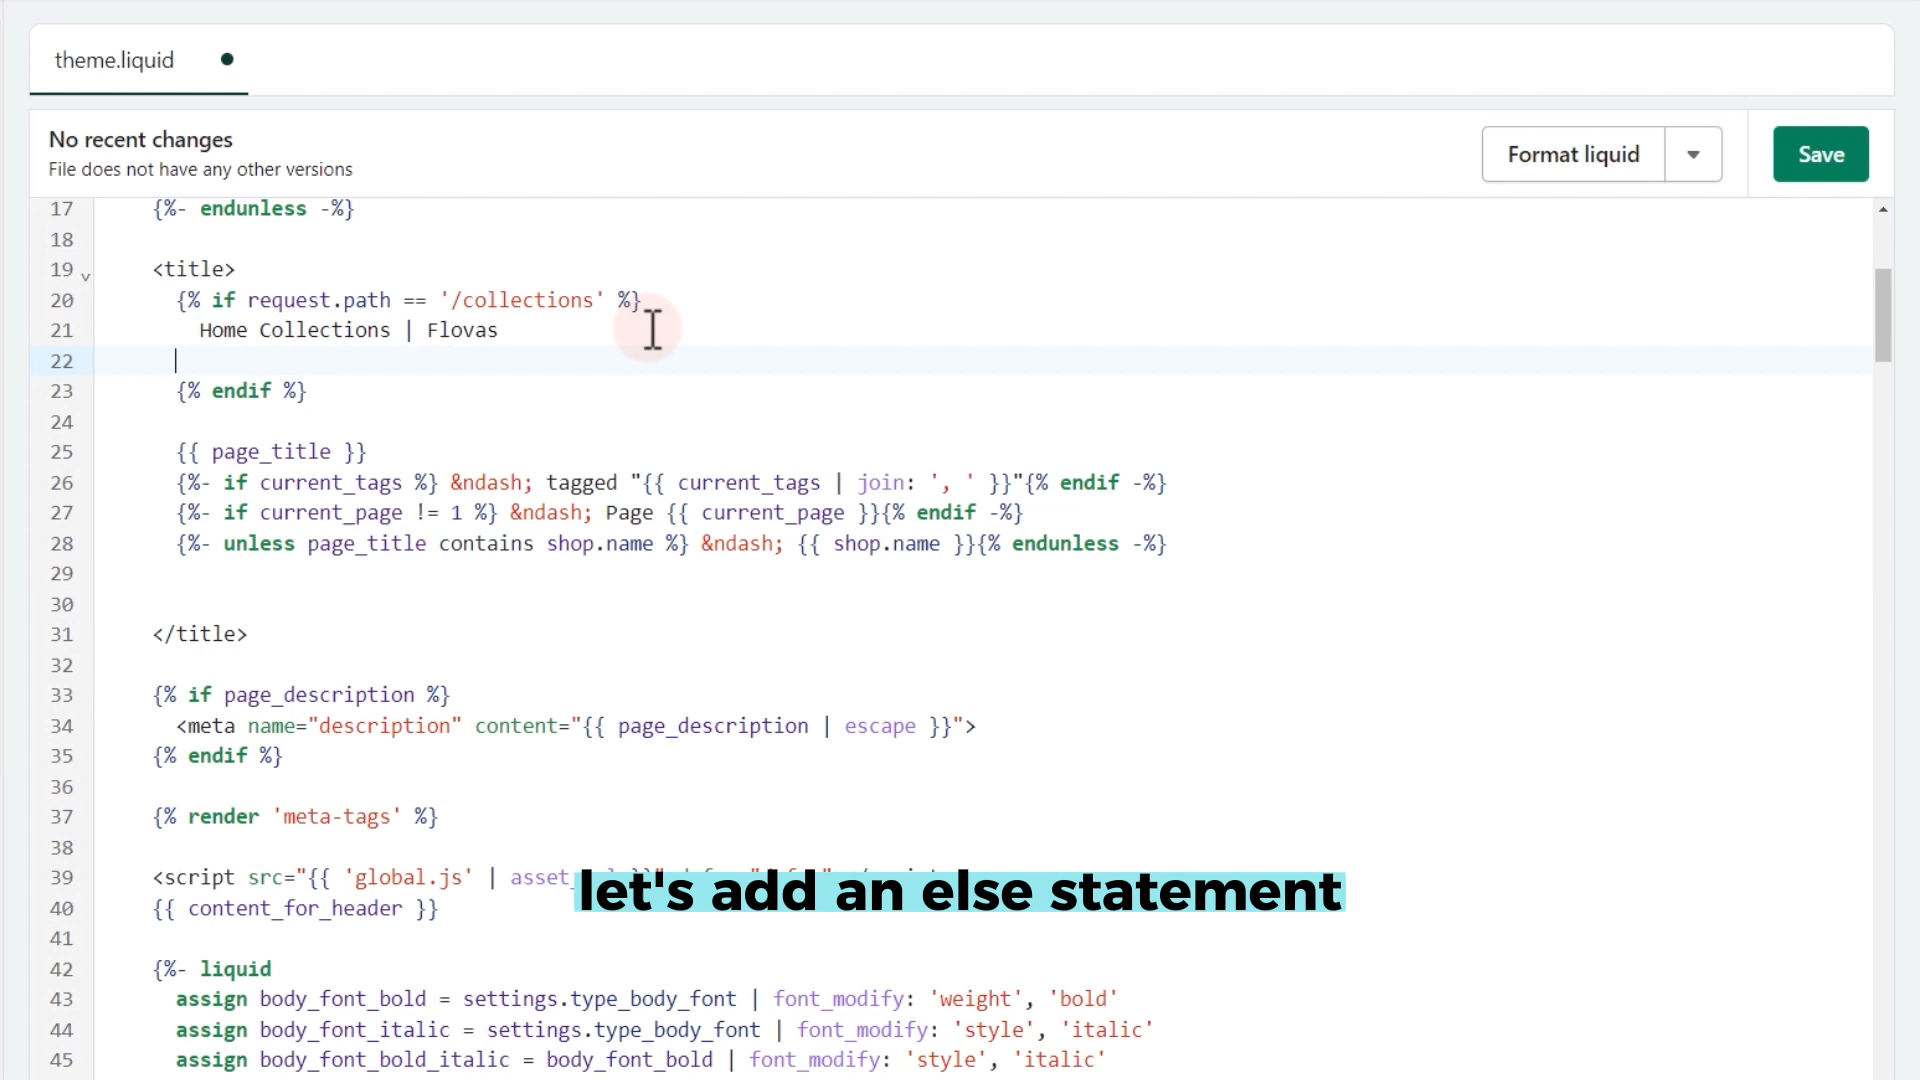 theme.liquid
No recent changes
File does not have any other versions
Format liquid
Save
17 {%- endunless -%}
18
19 <title>
20 {% if request.path == '/collections' %}
21 Home Collections | Flovas
22
23 {% endif %}
24
25 {{ page_title }}
26 {%- if current_tags %} &ndash; tagged "{{ current_tags | join: ', ' }}"{% endif -%}
27 {%- if current_page != 1 %} &ndash; Page {{ current_page }}{% endif -%}
28 {%- unless page_title contains shop.name %} &ndash; {{ shop.name }}{% endunless -%}
29
30
31 </title>
32
33 {% if page_description %}
34 <meta name="description" content="{{ page_description | escape }}">
35 {% endif %}
36
37 {% render 'meta-tags' %}
38
39 <script src="{{ 'global.js' | asset_
40 {{ content_for_header }}
let's add an else statement
41
42 {%- liquid
43 assign body_font_bold = settings.type_body_font | font_modify: 'weight', 'bold'
44 assign body_font_italic = settings.type_body_font | font_modify: 'style', 'italic'
45 assign body_font_bold_italic = body_font_bold | font_modify: 'style', 'italic'